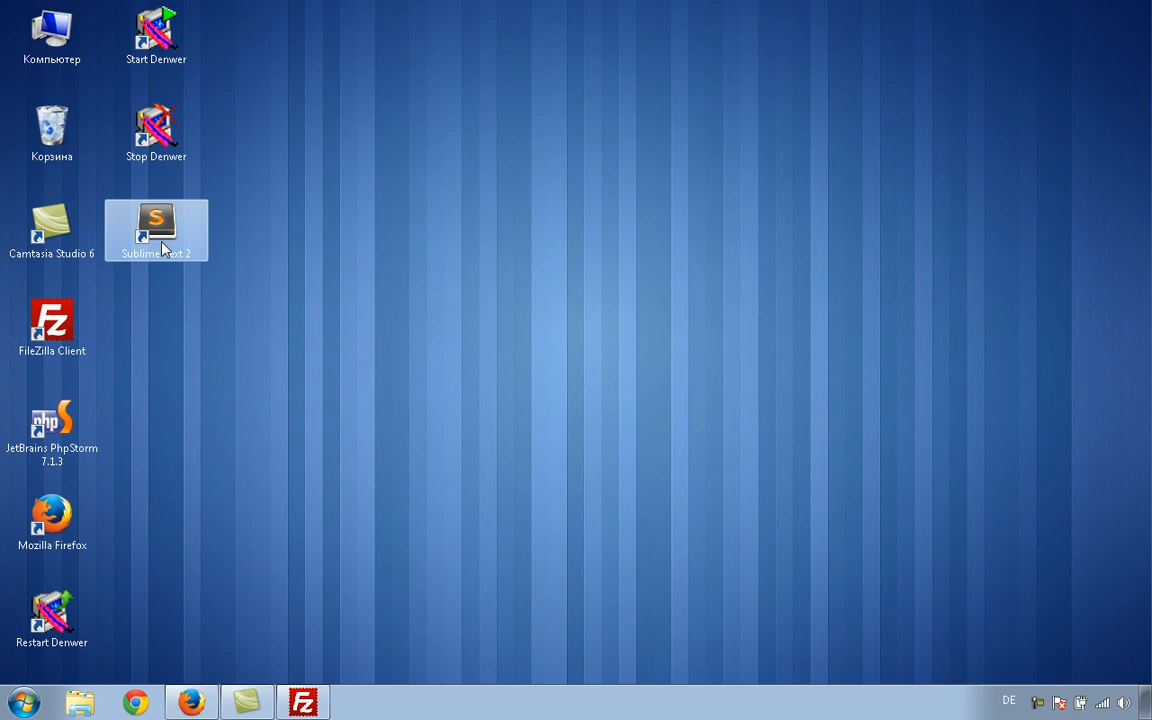 Компьютер
Start Denwer
Корзина
Stop Denwer
Camtasia Studio 6
Sublime Text 2
FileZilla Client
JetBrains PhpStorm
7.1.3
Mozilla Firefox
Restart Denwer
DE